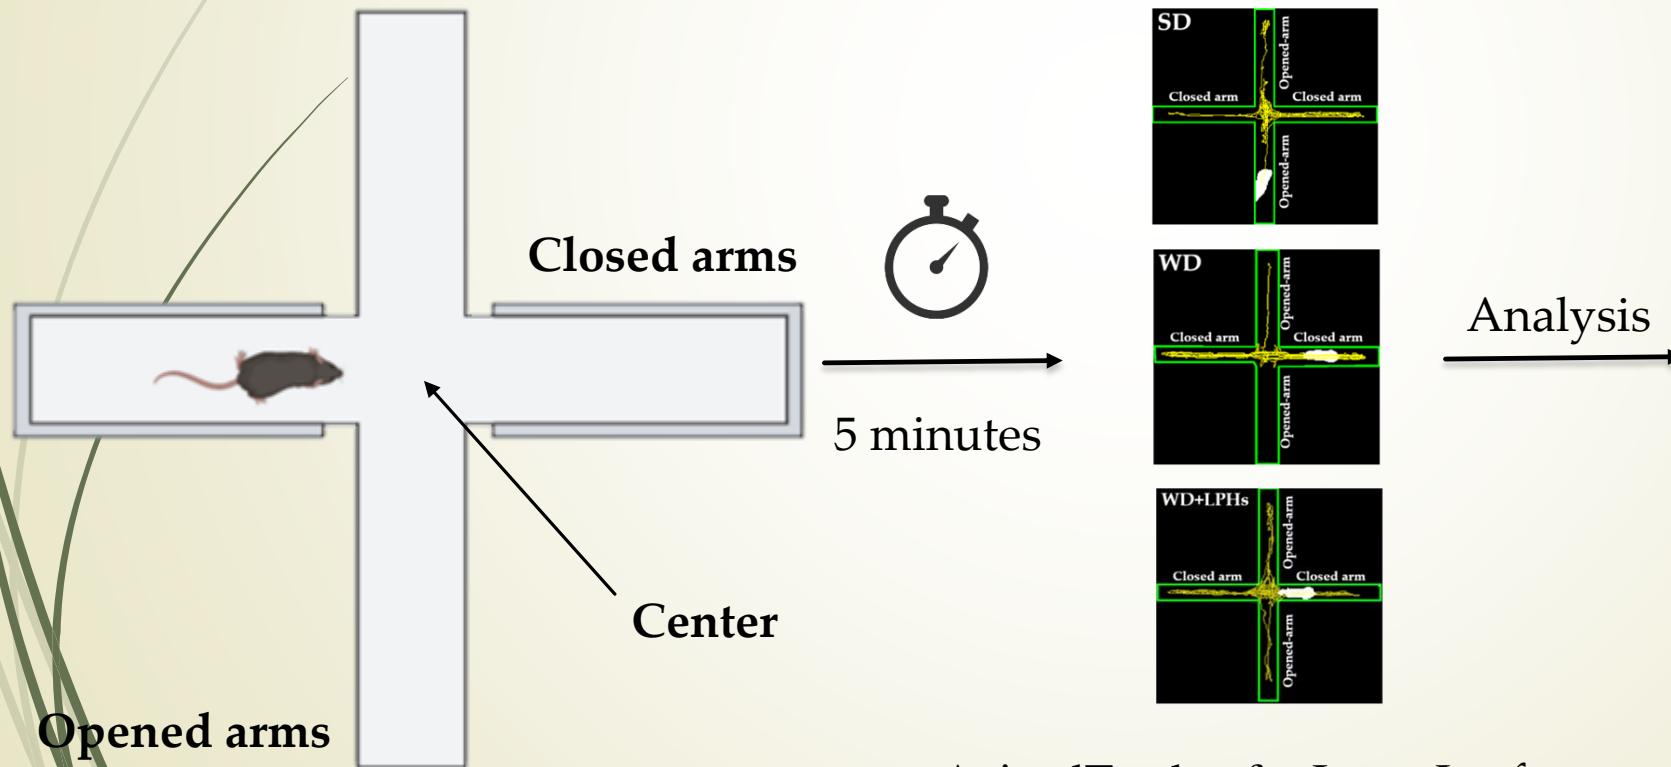 Closed arms
Center
Opened arms
5 minutes
SD
Opened-arm
Closed arm
Closed arm
Opened-arm
WD
Opened-arm
Closed arm
Closed arm
Opened-arm
WD+LPHs
Opened-arm
Closed arm
Closed arm
Opened-arm
Analysis